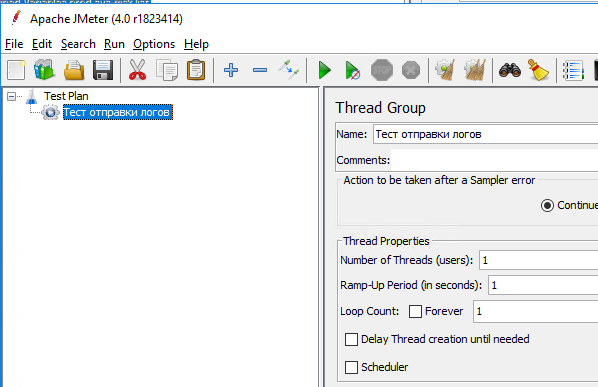 Apache JMeter (4.0 r1823414)
File Edit Search Run Options Help
STOP
Test Plan
Тест отправки логов
Thread Group
Name: Тест отправки логов
Comments:
Action to be taken after a Sampler error
Continue
Thread Properties
Number of Threads (users): 1
Ramp-Up Period (in seconds): 1
Loop Count: Forever 1
Delay Thread creation until needed
Scheduler